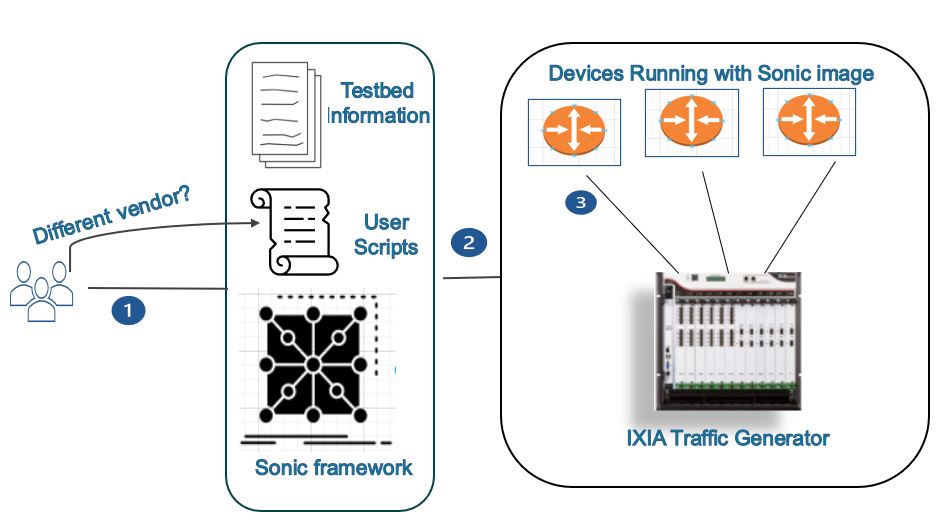 Devices Running with Sonic image
Testbed
Information
Different vendor?
User
Scripts
1
2
3
Sonic framework
IXIA Traffic Generator